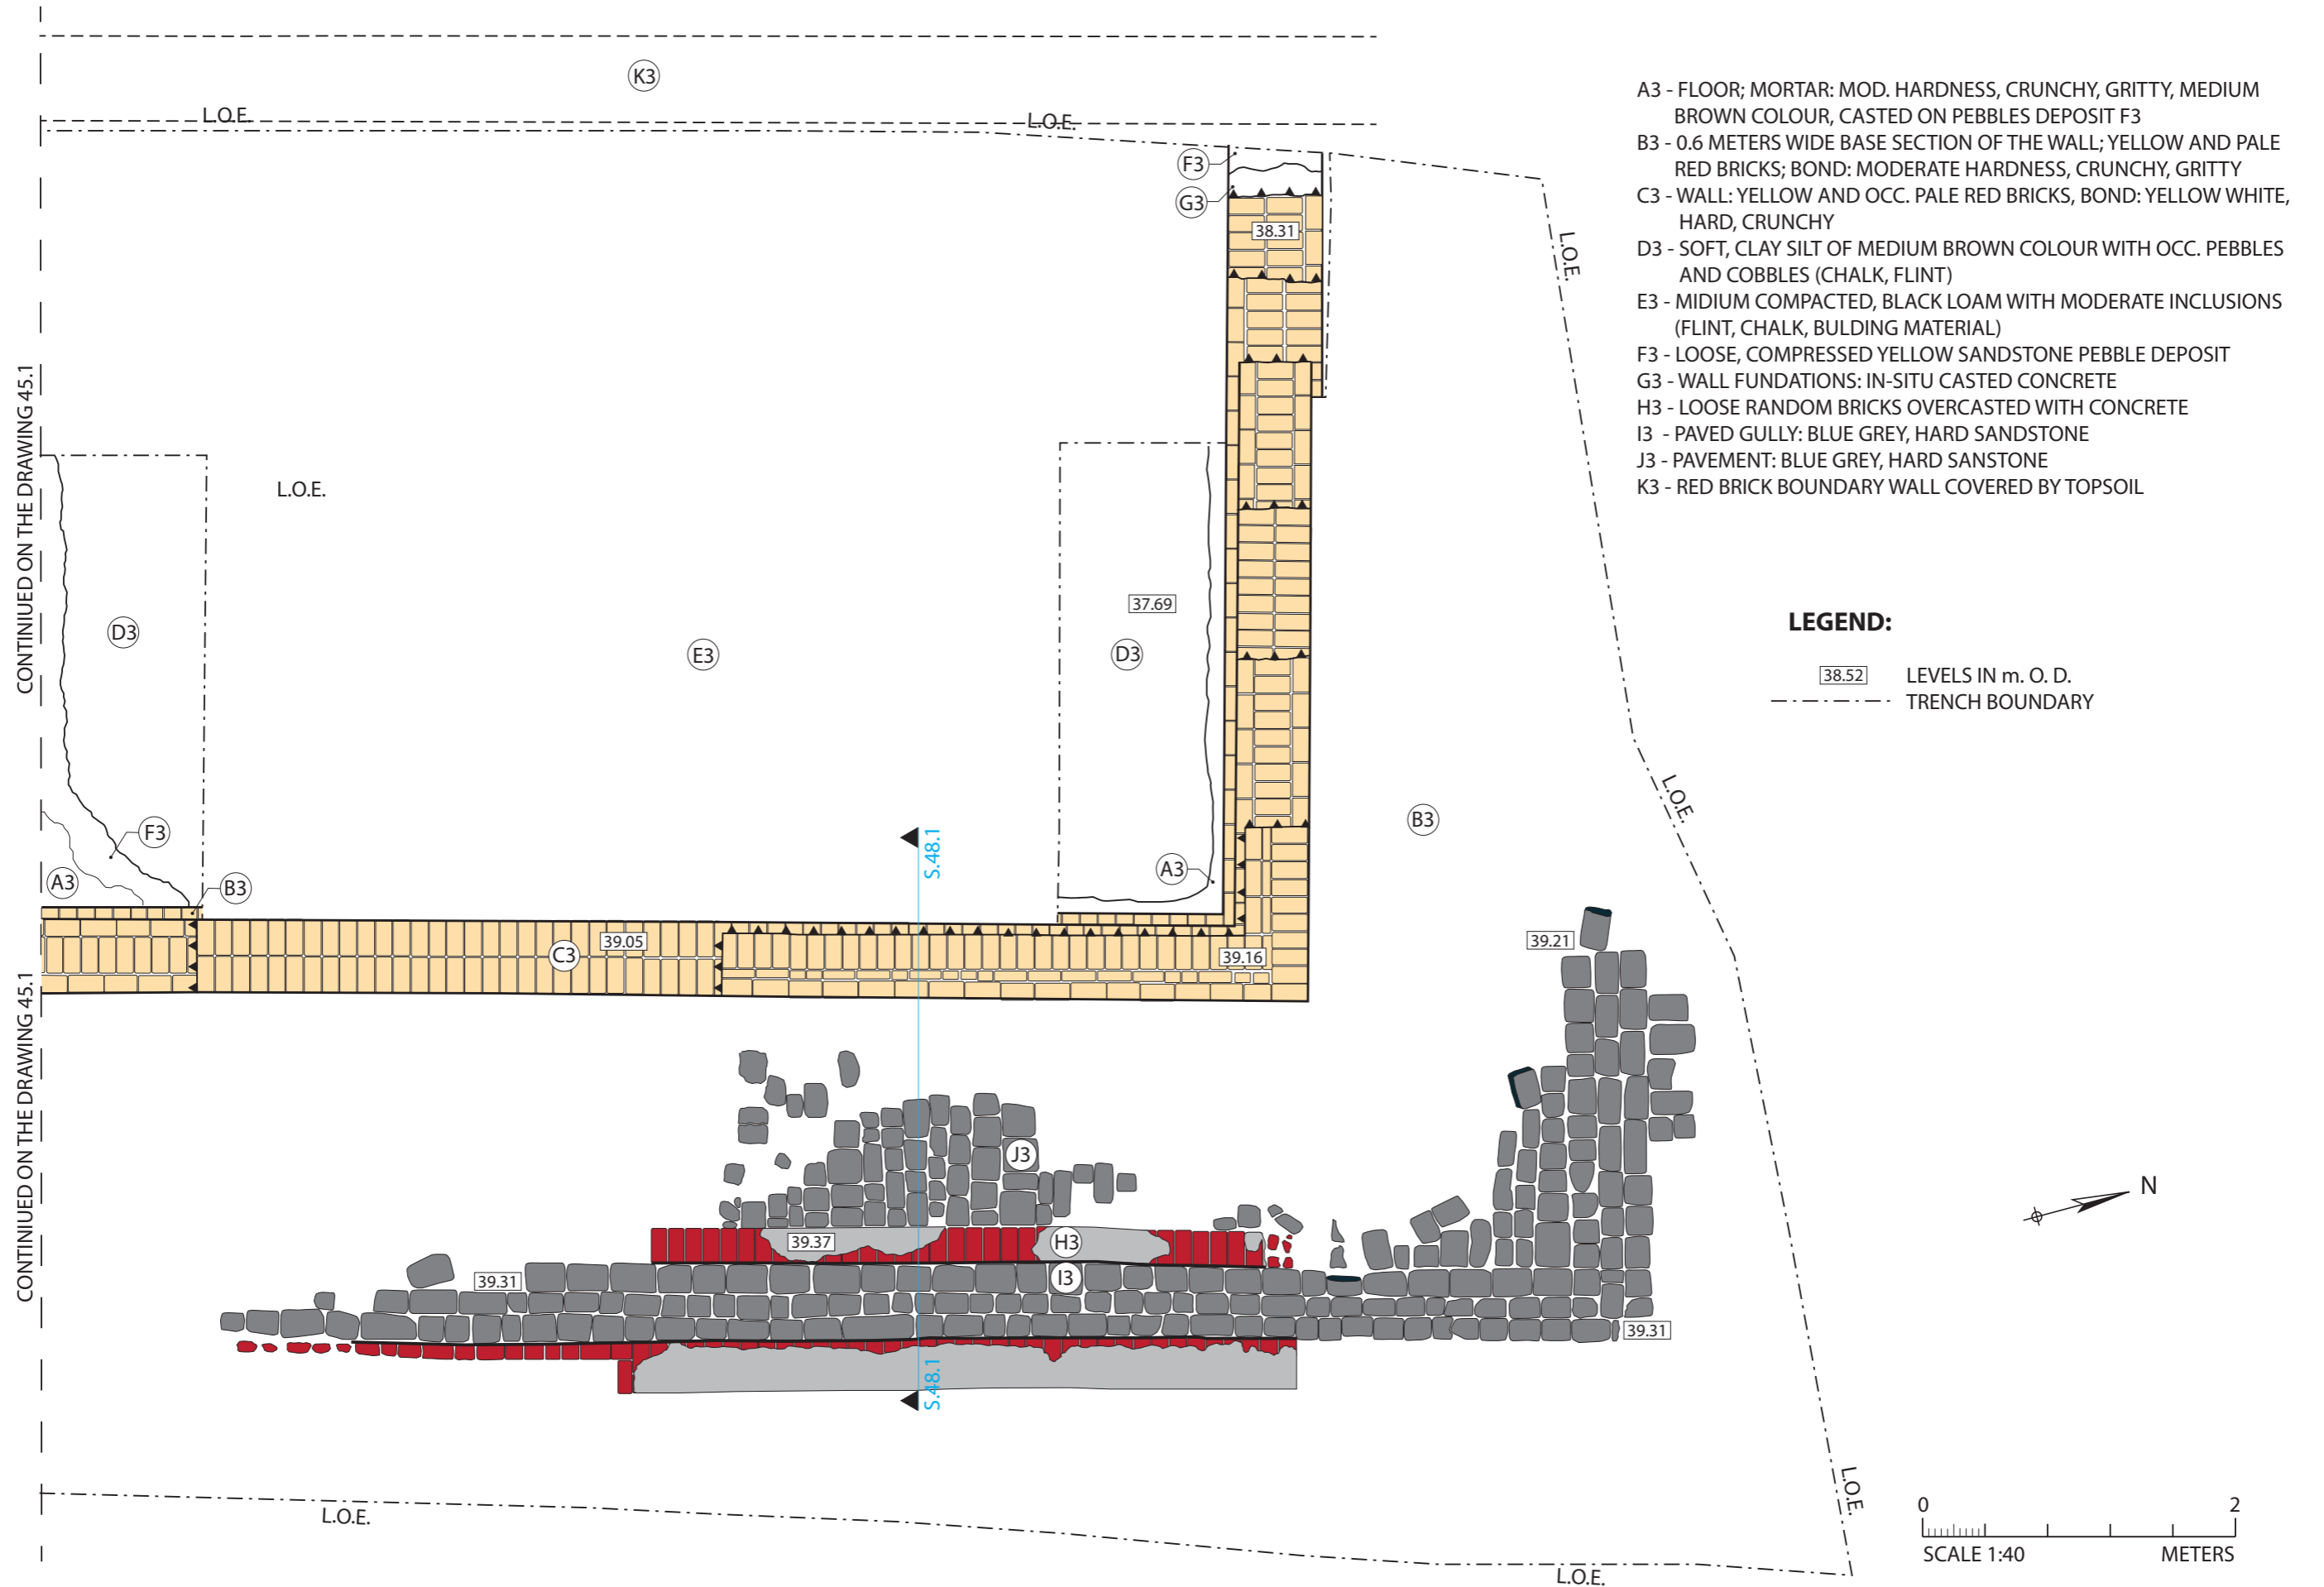 K3
L.O.E.
L.O.E.
A3 - FLOOR; MORTAR: MOD. HARDNESS, CRUNCHY, GRITTY, MEDIUM
BROWN COLOUR, CASTED ON PEBBLES DEPOSIT F3
B3 - 0.6 METERS WIDE BASE SECTION OF THE WALL; YELLOW AND PALE
RED BRICKS; BOND: MODERATE HARDNESS, CRUNCHY, GRITTY
C3 - WALL: YELLOW AND OCC. PALE RED BRICKS, BOND: YELLOW WHITE,
HARD, CRUNCHY
D3 - SOFT, CLAY SILT OF MEDIUM BROWN COLOUR WITH OCC. PEBBLES
AND COBBLES (CHALK, FLINT)
E3 - MIDIUM COMPACTED, BLACK LOAM WITH MODERATE INCLUSIONS
(FLINT, CHALK, BULDING MATERIAL)
F3 - LOOSE, COMPRESSED YELLOW SANDSTONE PEBBLE DEPOSIT
G3 - WALL FUNDATIONS: IN-SITU CASTED CONCRETE
H3 - LOOSE RANDOM BRICKS OVERCASTED WITH CONCRETE
I3 - PAVED GULLY: BLUE GREY, HARD SANDSTONE
J3 - PAVEMENT: BLUE GREY, HARD SANSTONE
K3 - RED BRICK BOUNDARY WALL COVERED BY TOPSOIL
F3
G3
38.31
L.O.E.
CONTINIUED ON THE DRAWING 45.1
L.O.E.
D3
E3
37.69
D3
LEGEND:
38.52 LEVELS IN m. O. D.
TRENCH BOUNDARY
L.O.E.
B3
F3
S.48.1
A3
A3
B3
C3
39.05
39.16
39.21
CONTINIUED ON THE DRAWING 45.1
J3
N
39.37
H3
39.31
I3
39.31
S.48.1
L.O.E.
L.O.E.
L.O.E.
0 2
SCALE 1:40 METERS